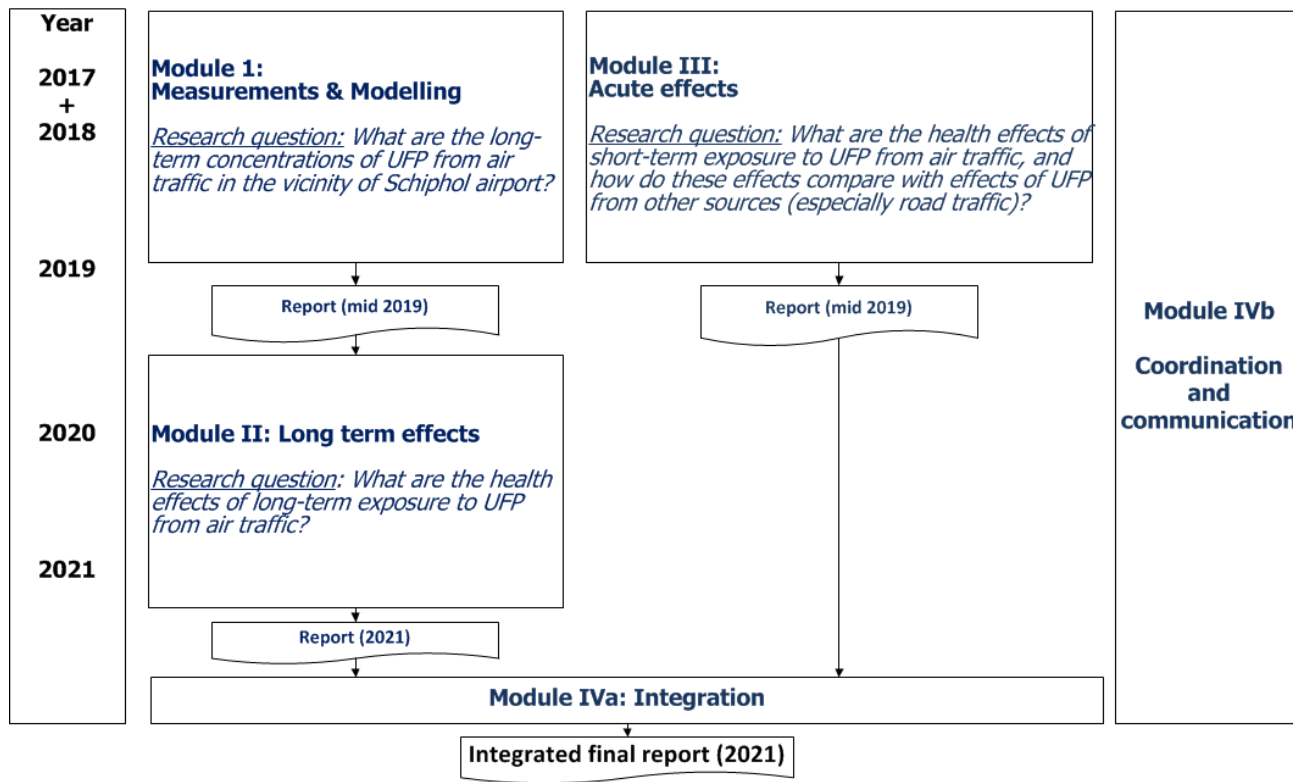 Year
2017
+
2018
2019
2020
2021
Module 1:
Measurements & Modelling
Research question: What are the long-
term concentrations of UFP from air
traffic in the vicinity of Schiphol airport?
Report (mid 2019)
Module II: Long term effects
Research question: What are the health
effects of long-term exposure to UFP
from air traffic?
Report (2021)
Module III:
Acute effects
Research question: What are the health effects of
short-term exposure to UFP from air traffic, and
how do these effects compare with effects of UFP
from other sources (especially road traffic)?
Report (mid 2019)
Module IVa: Integration
Integrated final report (2021)
Module IVb
Coordination
and
communication